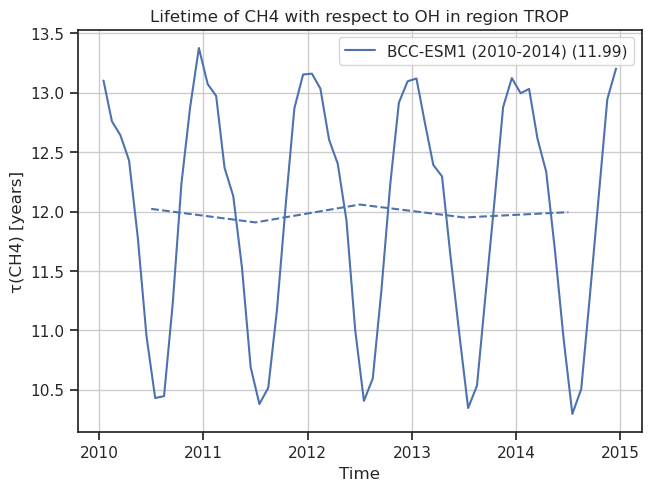 Lifetime of CH4 with respect to OH in region TROP
BCC-ESM1 (2010-2014) (11.99)
τ(CH4) [years]
13.5
13.0
12.5
12.0
11.5
11.0
10.5
2010 2011 2012 2013 2014 2015
Time